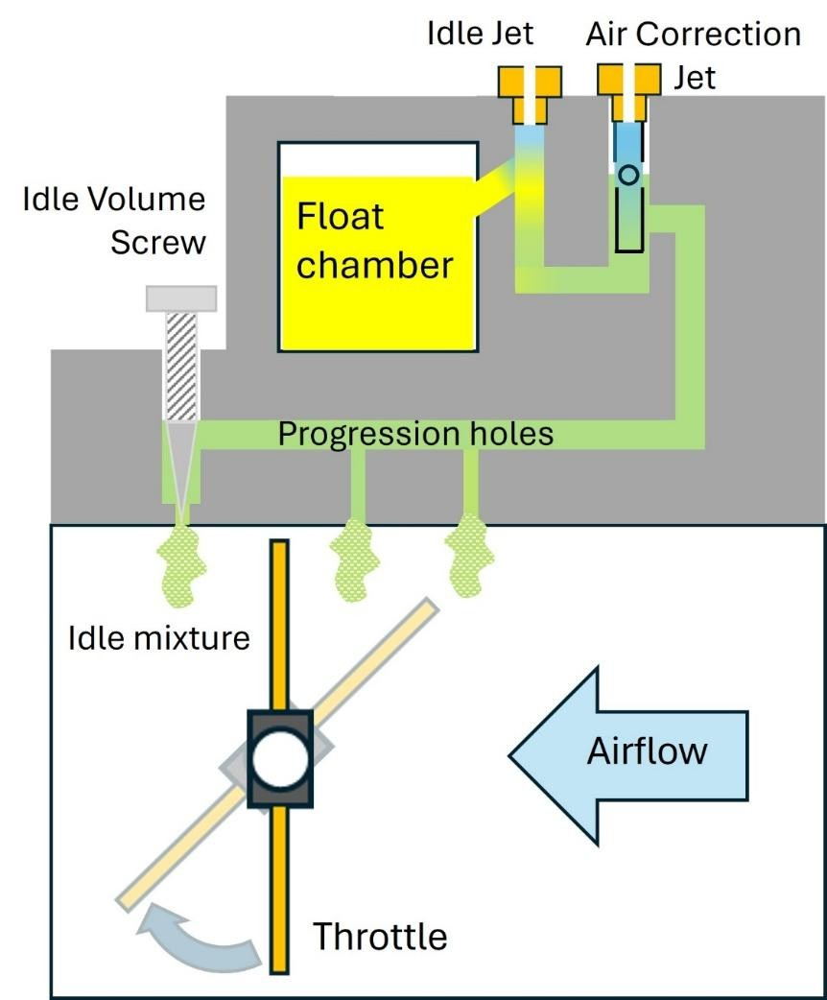 Idle Jet
Air Correction
Jet
Idle Volume
Screw
Float
chamber
Progression holes
Idle mixture
Airflow
Throttle